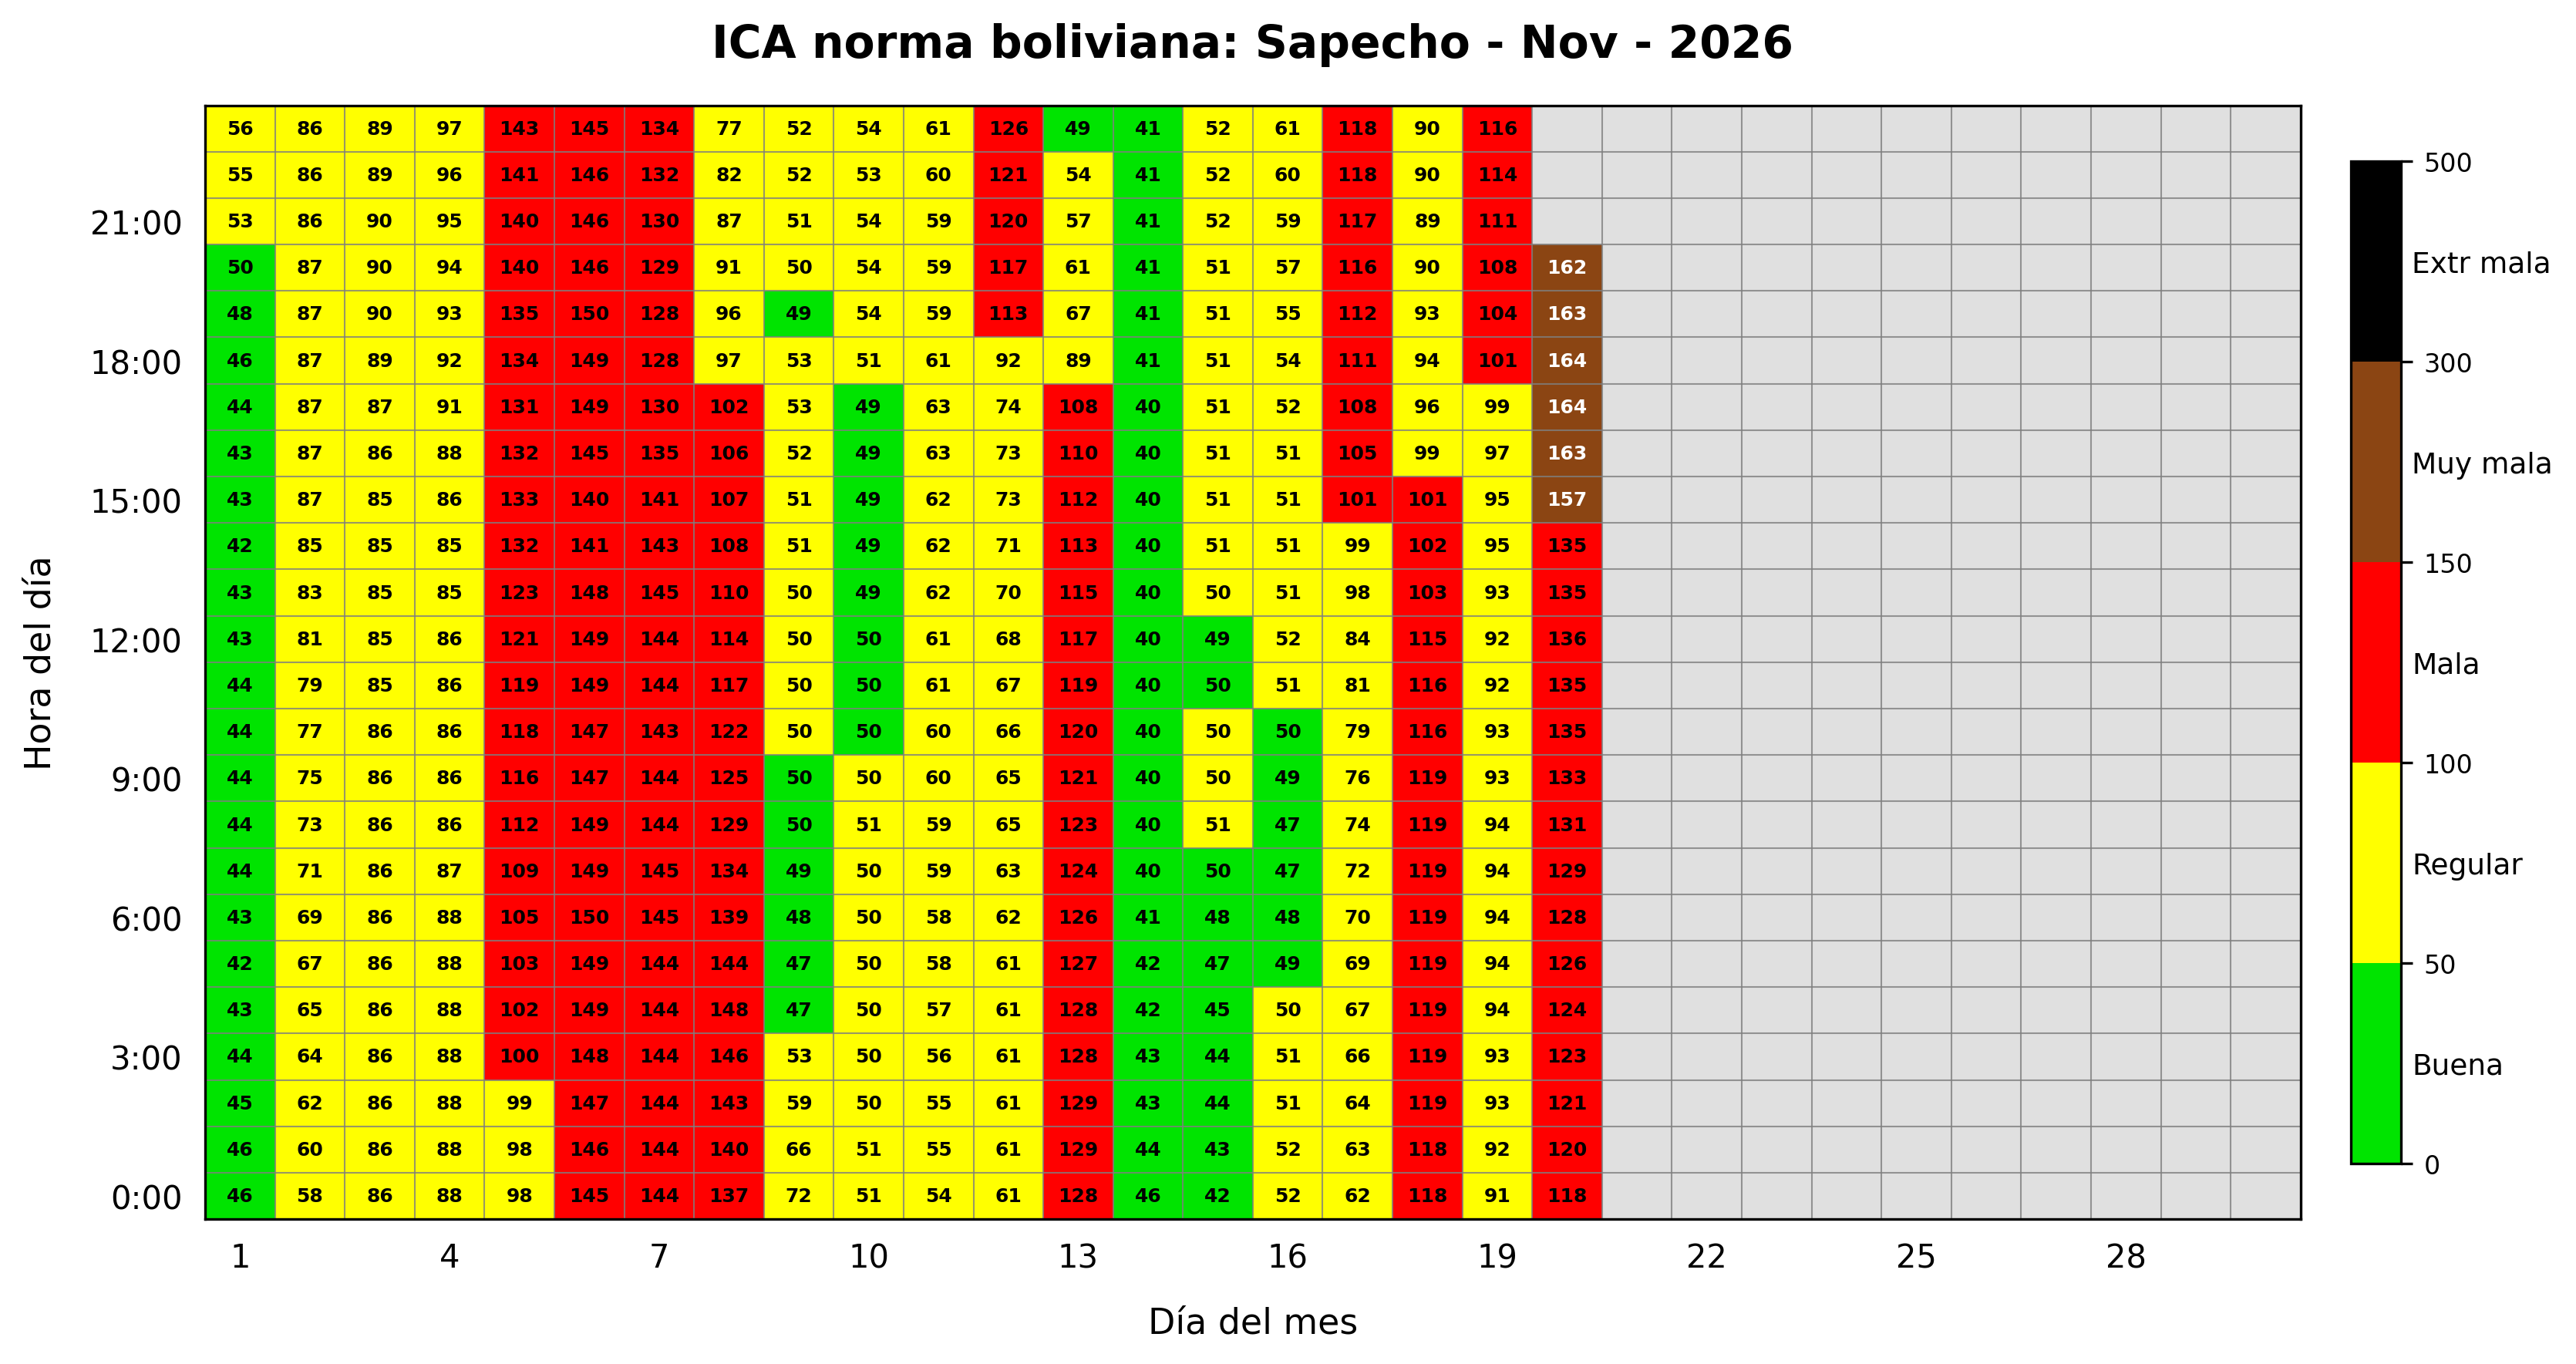 ICA norma boliviana: Sapecho - Nov - 2026
56 86 89 97 143 145 134 77 52 54 61 126 49 41 52 61 118 90 116
55 86 89 96 141 146 132 82 52 53 60 121 54 41 52 60 118 90 114
21:00 53 86 90 95 140 146 130 87 51 54 59 120 57 41 52 59 117 89 111
50 87 90 94 140 146 129 91 50 54 59 117 61 41 51 57 116 90 108 162
48 87 90 93 135 150 128 96 49 54 59 113 67 41 51 55 112 93 104 163
18:00 46 87 89 92 134 149 128 97 53 51 61 92 89 41 51 54 111 94 101 164
44 87 87 91 131 149 130 102 53 49 63 74 108 40 51 52 108 96 99 164
43 87 86 88 132 145 135 106 52 49 63 73 110 40 51 51 105 99 97 163
15:00 43 87 85 86 133 140 141 107 51 49 62 73 112 40 51 51 101 101 95 157
42 85 85 85 132 141 143 108 51 49 62 71 113 40 51 51 99 102 95 135
43 83 85 85 123 148 145 110 50 49 62 70 115 40 50 51 98 103 93 135
12:00 43 81 85 86 121 149 144 114 50 50 61 68 117 40 49 52 84 115 92 136
44 79 85 86 119 149 144 117 50 50 61 67 119 40 50 51 81 116 92 135
44 77 86 86 118 147 143 122 50 50 60 66 120 40 50 50 79 116 93 135
9:00 44 75 86 86 116 147 144 125 50 50 60 65 121 40 50 49 76 119 93 133
44 73 86 86 112 149 144 129 50 51 59 65 123 40 51 47 74 119 94 131
44 71 86 87 109 149 145 134 49 50 59 63 124 40 50 47 72 119 94 129
6:00 43 69 86 88 105 150 145 139 48 50 58 62 126 41 48 48 70 119 94 128
42 67 86 88 103 149 144 144 47 50 58 61 127 42 47 49 69 119 94 126
43 65 86 88 102 149 144 148 47 50 57 61 128 42 45 50 67 119 94 124
3:00 44 64 86 88 100 148 144 146 53 50 56 61 128 43 44 51 66 119 93 123
45 62 86 88 99 147 144 143 59 50 55 61 129 43 44 51 64 119 93 121
46 60 86 88 98 146 144 140 66 51 55 61 129 44 43 52 63 118 92 120
0:00 46 58 86 88 98 145 144 137 72 51 54 61 128 46 42 52 62 118 91 118
1 4 7 10 13 16 19 22 25 28
Día del mes
Hora del día
500
Extr mala
300
Muy mala
150
Mala
100
Regular
50
Buena
0